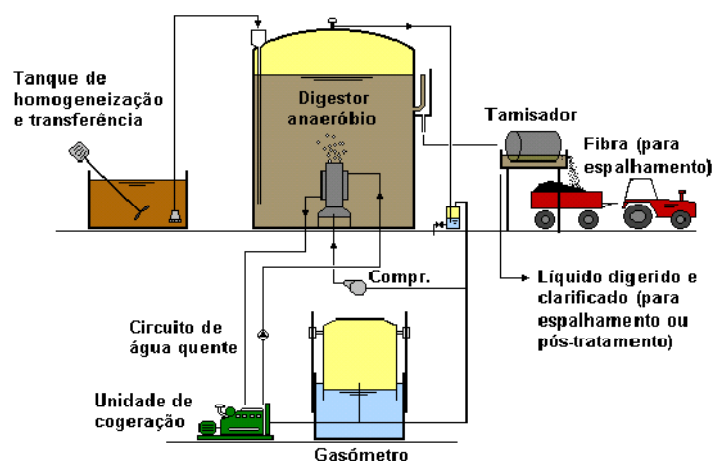 Tanque de
homogeneização
e transferência
Digestor
anaeróbio
Tamisador
Fibra (para
espalhamento)
Compr.
Líquido digerido e
clarificado (para
espalhamento ou
pós-tratamento)
Circuito de
água quente
Unidade de
cogeração
Gasómetro